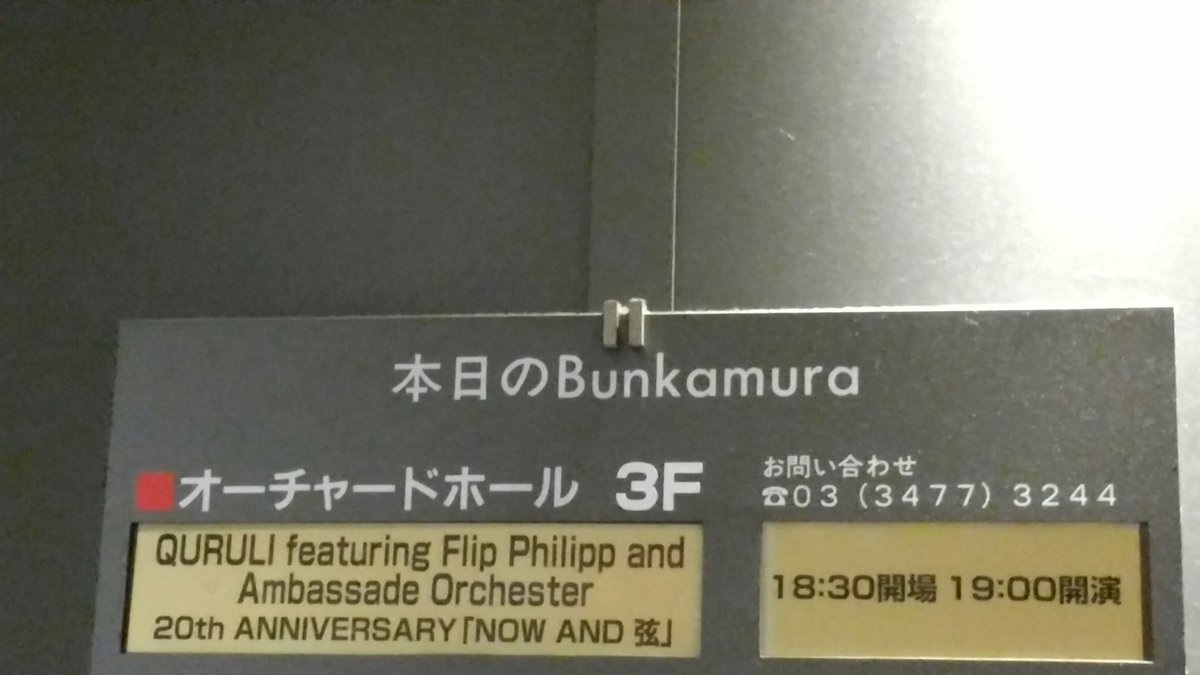 本日のBunkamura
■オーチャードホール 3F
お問い合わせ
☎03（3477）3244
QURULI featuring Flip Philipp and
Ambassade Orchester
20th ANNIVERSARY「NOW AND 弦」
18:30開場 19:00開演